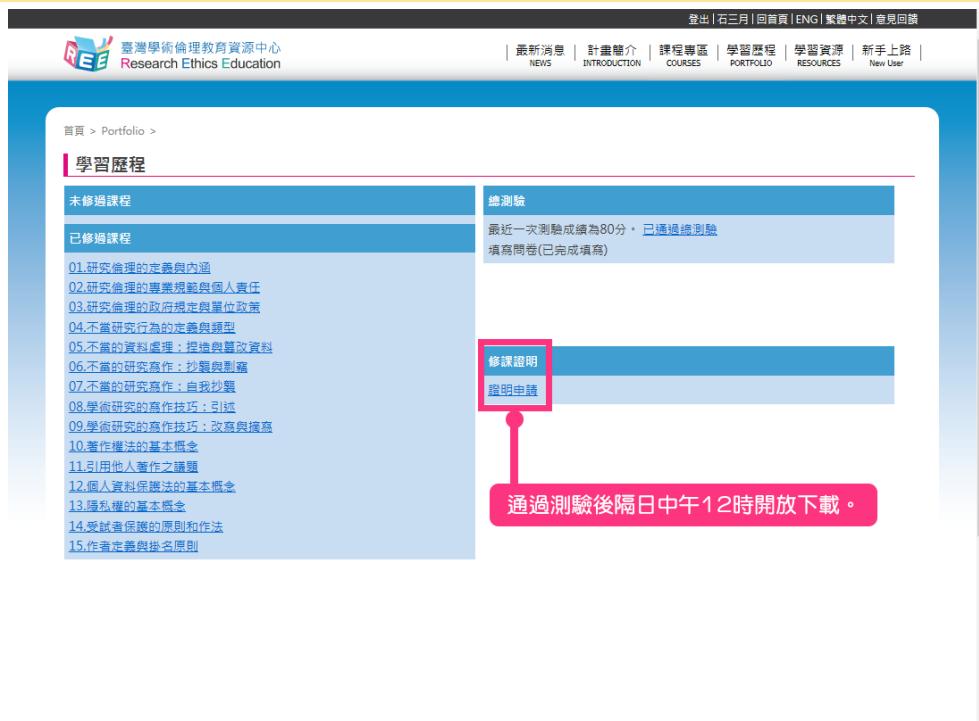 登出 | 石三月 | 回首頁 | ENG | 繁體中文 | 意見回饋
REE
臺灣學術倫理教育資源中心
Research Ethics Education
最新消息 | 計畫簡介 | 課程專區 | 學習歷程 | 學習資源 | 新手上路
NEWS INTRODUCTION COURSES PORTFOLIO RESOURCES New User
首頁 > Portfolio >
學習歷程
未修過課程
已修過課程
01.研究倫理的定義與內涵
02.研究倫理的專業規範與個人責任
03.研究倫理的政府規定與單位政策
04.不當研究行為的定義與類型
05.不當的資料處理：捏造與篡改資料
06.不當的研究寫作：抄襲與剽竊
07.不當的研究寫作：自我抄襲
08.學術研究的寫作技巧：引述
09.學術研究的寫作技巧：改寫與摘寫
10.著作權法的基本概念
11.引用他人著作之議題
12.個人資料保護法的基本概念
13.隱私權的基本概念
14.受試者保護的原則和作法
15.作者定義與掛名原則
總測驗
最近一次測驗成績為80分。 已通過總測驗
填寫問卷(已完成填寫)
修課證明
證明申請
通過測驗後隔日中午12時開放下載。